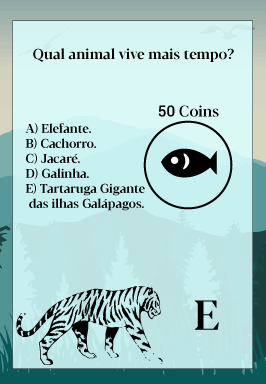 Qual animal vive mais tempo?
50 Coins
A) Elefante.
B) Cachorro.
C) Jacaré.
D) Galinha.
E) Tartaruga Gigante
das ilhas Galápagos.
E